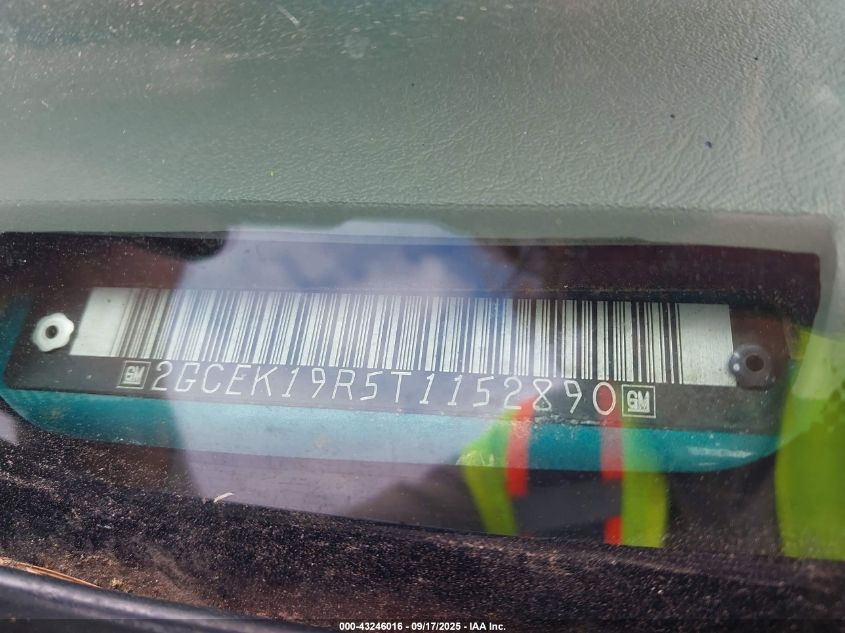 GM 2GCEK19R5T1152890 GM
000-43246016 - 09/17/2025 - IAA Inc.